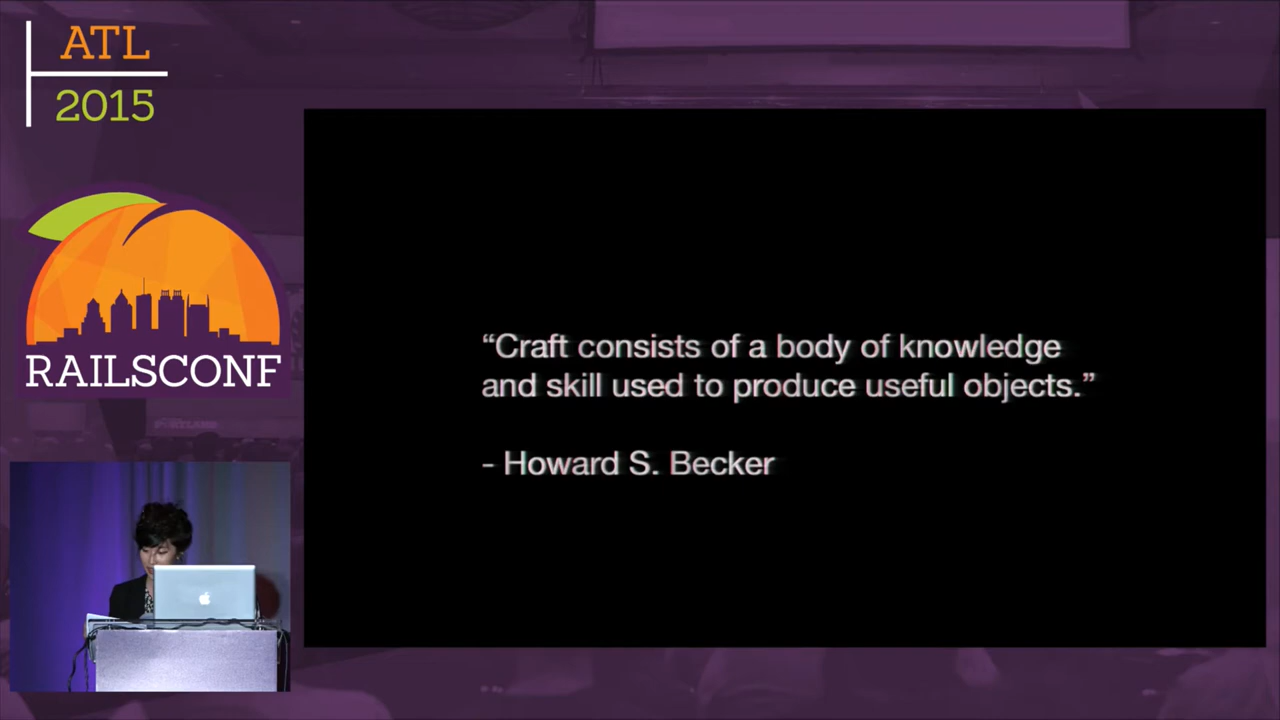 ATL
2015
RAILSCONF
“Craft consists of a body of knowledge
and skill used to produce useful objects.”
- Howard S. Becker